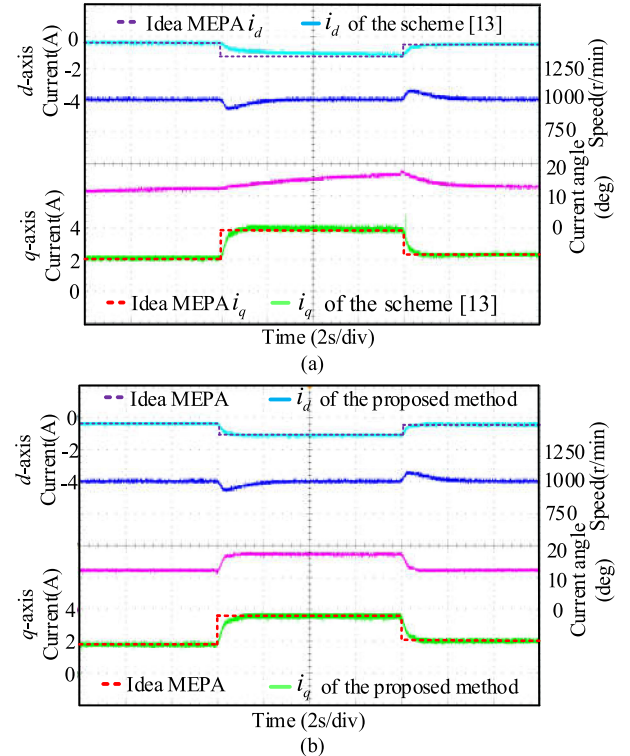 Idea MEPA i_d i_d of the scheme [13]
d-axis Current(A)
0
-2
-4
1250
1000
750
Speed(r/min)
20
10
0
Current angle (deg)
q-axis Current(A)
4
2
0
Idea MEPA i_q i_q of the scheme [13]
Time (2s/div)
(a)
Idea MEPA i_d of the proposed method
d-axis Current(A)
0
-2
-4
1250
1000
750
Speed(r/min)
20
10
0
Current angle (deg)
q-axis Current(A)
4
2
0
Idea MEPA i_q of the proposed method
Time (2s/div)
(b)